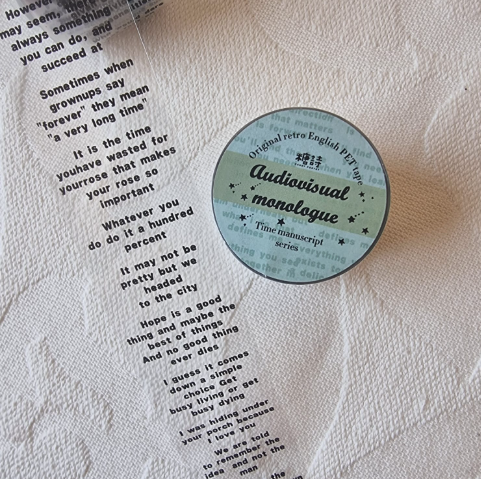 However
may seem, there
always something
you can do, and
succeed at
Sometimes when
grownups say
"forever" they mean
"a very long time"
It is the time
youhave wasted for
yourrose that makes
your rose so
important
Whatever you
do do it a hundred
percent
It may not be
pretty but we
headed
to the city
Hope is a good
thing and maybe the
best of things
And no good thing
ever dies
I guess it comes
down a simple
choice Get
busy living or get
busy dying
I was hiding under
your porch because
I love you
We are told
to remember the
idea and not the
man
the
Original retro English PET tape
Audiovisual
monologue
Time manuscript
series